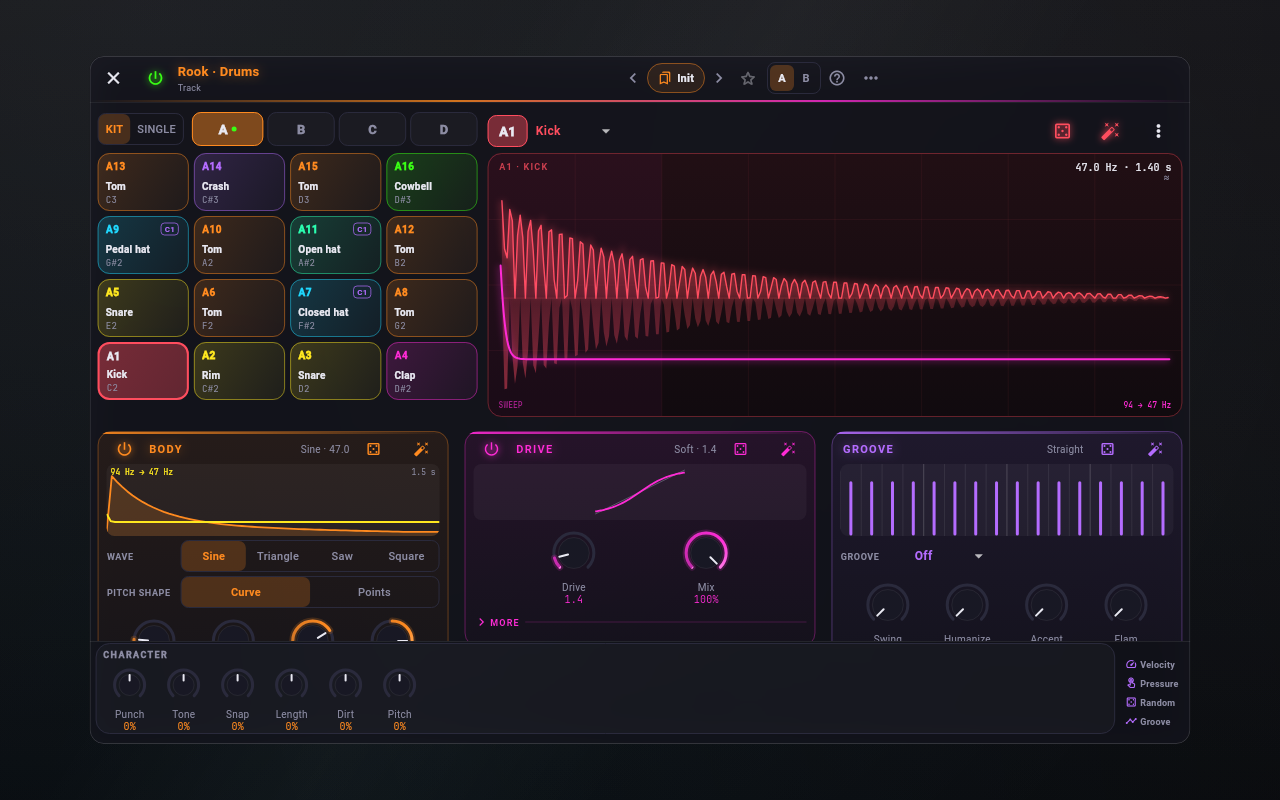 Rook · Drums
Track
Init
A B
KIT SINGLE
A B C D
A1 Kick
A13 Tom C3
A14 Crash C#3
A15 Tom D3
A16 Cowbell D#3
A9 C1 Pedal hat G#2
A10 Tom A2
A11 C1 Open hat A#2
A12 Tom B2
A5 Snare E2
A6 Tom F2
A7 C1 Closed hat F#2
A8 Tom G2
A1 Kick C2
A2 Rim C#2
A3 Snare D2
A4 Clap D#2
A1 · KICK
47.0 Hz · 1.40 s
≈
SWEEP
94 → 47 Hz
BODY Sine · 47.0
94 Hz → 47 Hz 1.5 s
WAVE Sine Triangle Saw Square
PITCH SHAPE Curve Points
DRIVE Soft · 1.4
Drive Mix
1.4 100%
MORE
GROOVE Straight
GROOVE Off
Swing Humanize Accent Flam
CHARACTER
Punch Tone Snap Length Dirt Pitch
0% 0% 0% 0% 0% 0%
Velocity
Pressure
Random
Groove